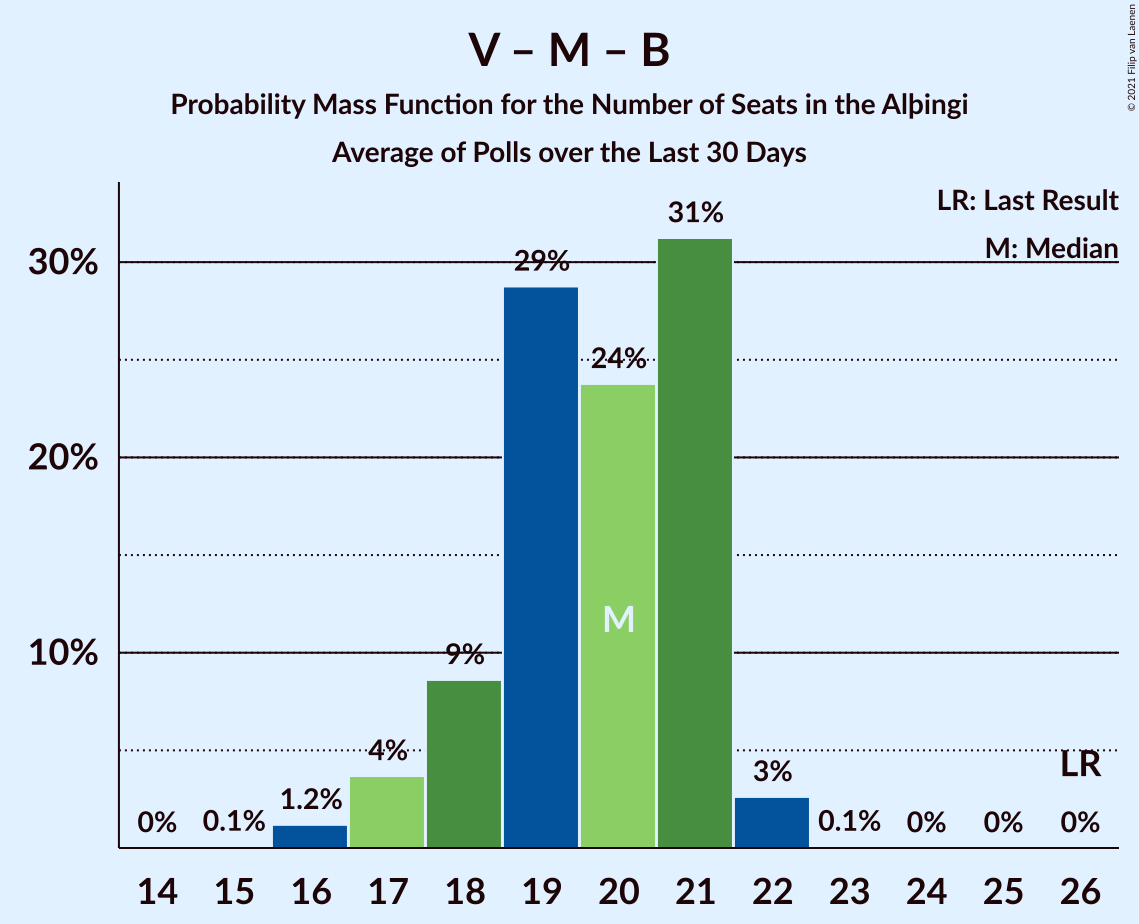 V – M – B
Probability Mass Function for the Number of Seats in the Alþingi
Average of Polls over the Last 30 Days
© 2021 Filip van Laenen
LR: Last Result
M: Median
30%
20%
10%
0%
0.1%
1.2%
4%
9%
29%
24%
31%
3%
0.1%
0%
0%
0%
LR
M
14 15 16 17 18 19 20 21 22 23 24 25 26